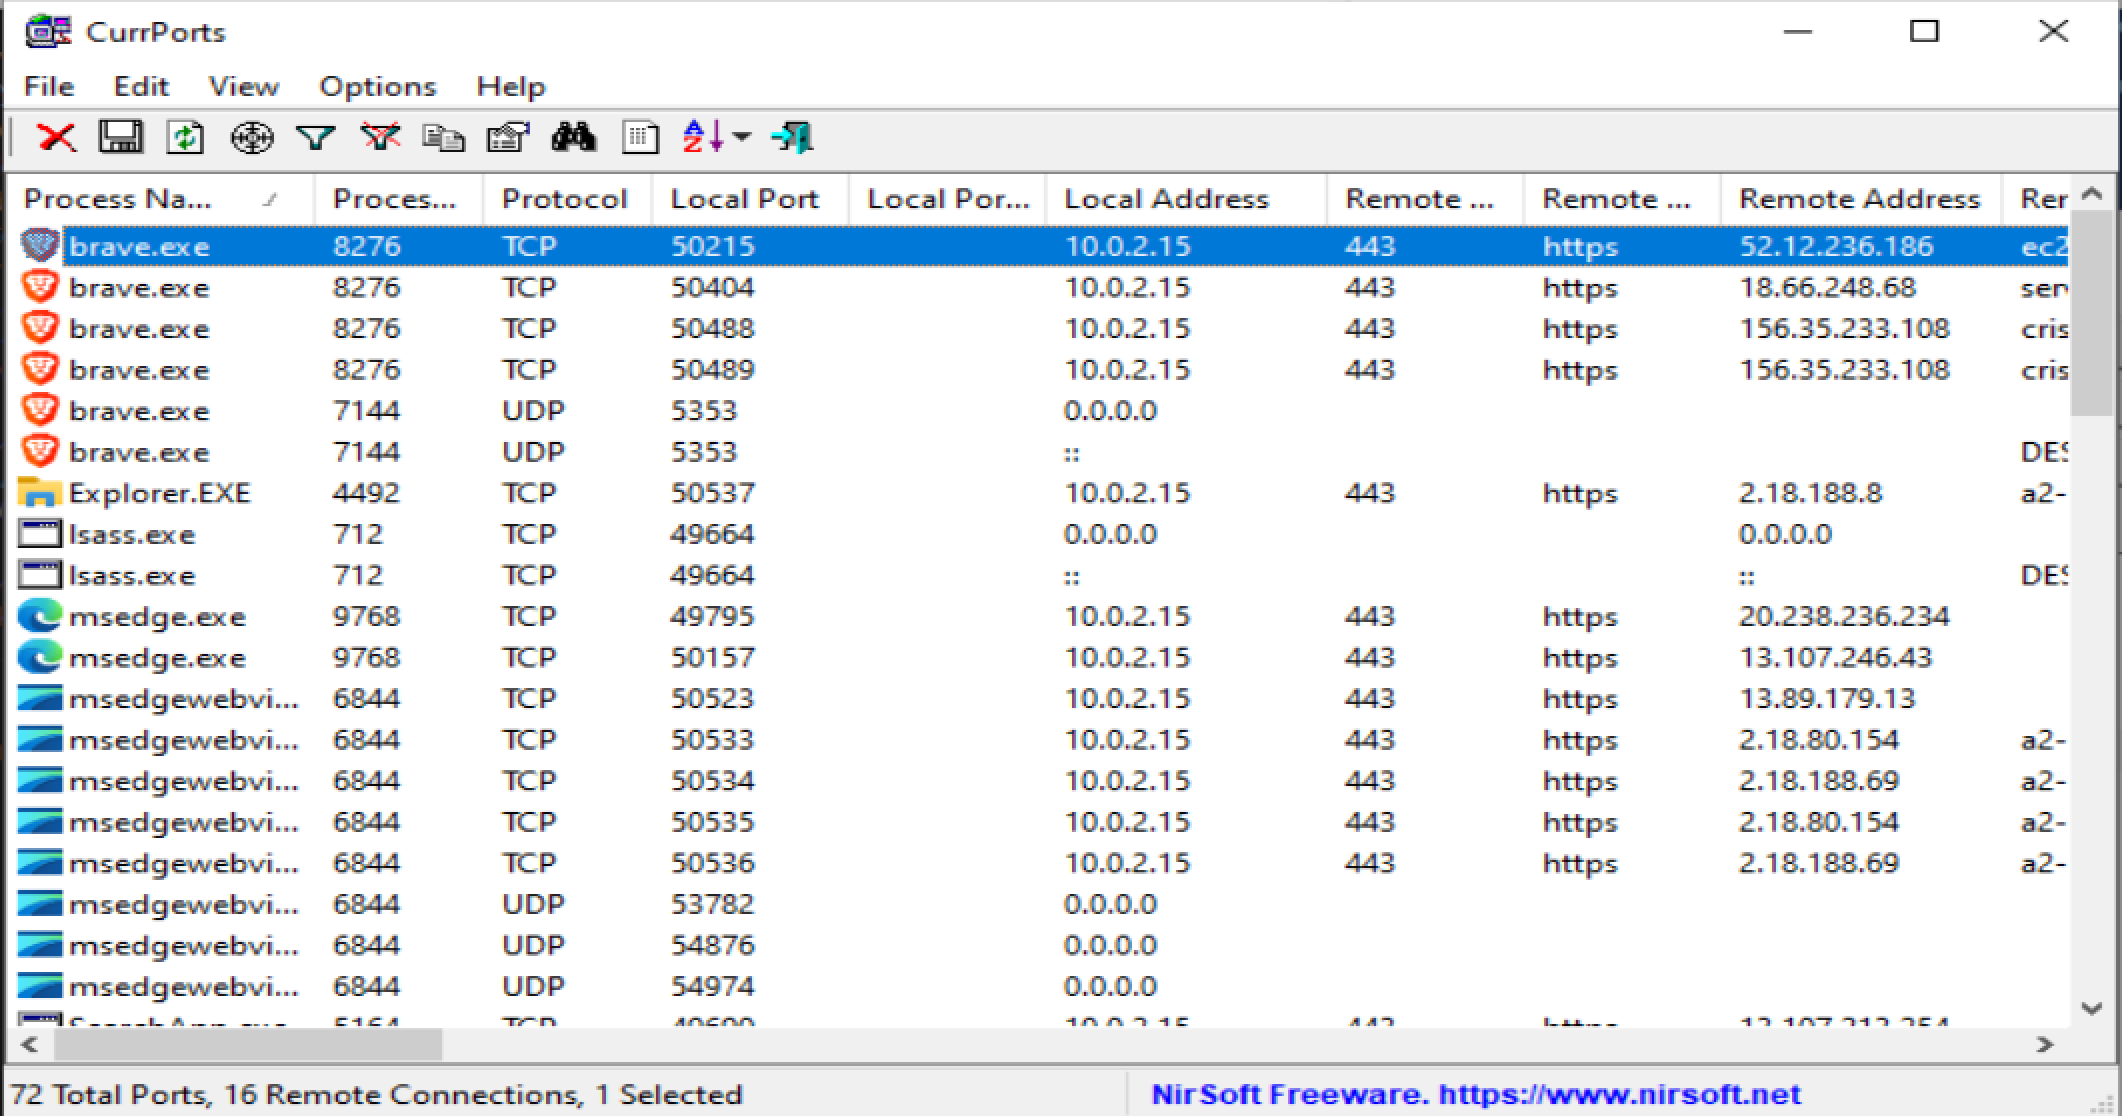 CurrPorts
File Edit View Options Help
Process Na... Proces... Protocol Local Port Local Por... Local Address Remote ... Remote ... Remote Address Rer
brave.exe 8276 TCP 50215 10.0.2.15 443 https 52.12.236.186 ec2
brave.exe 8276 TCP 50404 10.0.2.15 443 https 18.66.248.68 ser
brave.exe 8276 TCP 50488 10.0.2.15 443 https 156.35.233.108 cris
brave.exe 8276 TCP 50489 10.0.2.15 443 https 156.35.233.108 cris
brave.exe 7144 UDP 5353 0.0.0.0
brave.exe 7144 UDP 5353 :: DES
Explorer.EXE 4492 TCP 50537 10.0.2.15 443 https 2.18.188.8 a2-
lsass.exe 712 TCP 49664 0.0.0.0 0.0.0.0
lsass.exe 712 TCP 49664 :: :: DES
msedge.exe 9768 TCP 49795 10.0.2.15 443 https 20.238.236.234
msedge.exe 9768 TCP 50157 10.0.2.15 443 https 13.107.246.43
msedgewebvi... 6844 TCP 50523 10.0.2.15 443 https 13.89.179.13
msedgewebvi... 6844 TCP 50533 10.0.2.15 443 https 2.18.80.154 a2-
msedgewebvi... 6844 TCP 50534 10.0.2.15 443 https 2.18.188.69 a2-
msedgewebvi... 6844 TCP 50535 10.0.2.15 443 https 2.18.80.154 a2-
msedgewebvi... 6844 TCP 50536 10.0.2.15 443 https 2.18.188.69 a2-
msedgewebvi... 6844 UDP 53782 0.0.0.0
msedgewebvi... 6844 UDP 54876 0.0.0.0
msedgewebvi... 6844 UDP 54974 0.0.0.0
SearchApp.exe 5164 TCP 10.0.2.15 443 https
72 Total Ports, 16 Remote Connections, 1 Selected
NirSoft Freeware. https://www.nirsoft.net